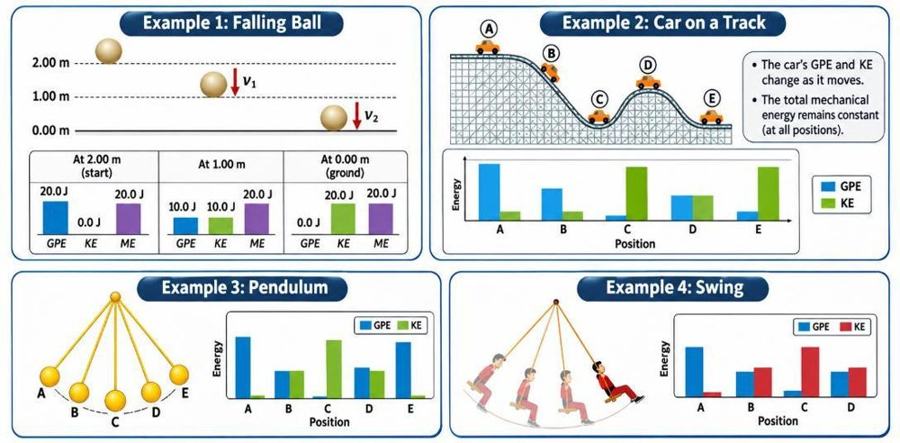 Example 1: Falling Ball
2.00 m
v₁
1.00 m
v₂
0.00 m
At 2.00 m
(start)
20.0 J
0.0 J
20.0 J
GPE KE ME
At 1.00 m
10.0 J
10.0 J
20.0 J
GPE KE ME
At 0.00 m
(ground)
0.0 J
20.0 J
20.0 J
GPE KE ME
Example 2: Car on a Track
A
B
C
D
E
• The car's GPE and KE
change as it moves.
• The total mechanical
energy remains constant
(at all positions).
Energy
A B C D E
Position
GPE
KE
Example 3: Pendulum
A
B
C
D
E
GPE KE
Energy
A B C D E
Position
Example 4: Swing
GPE KE
Energy
A B C D
Position